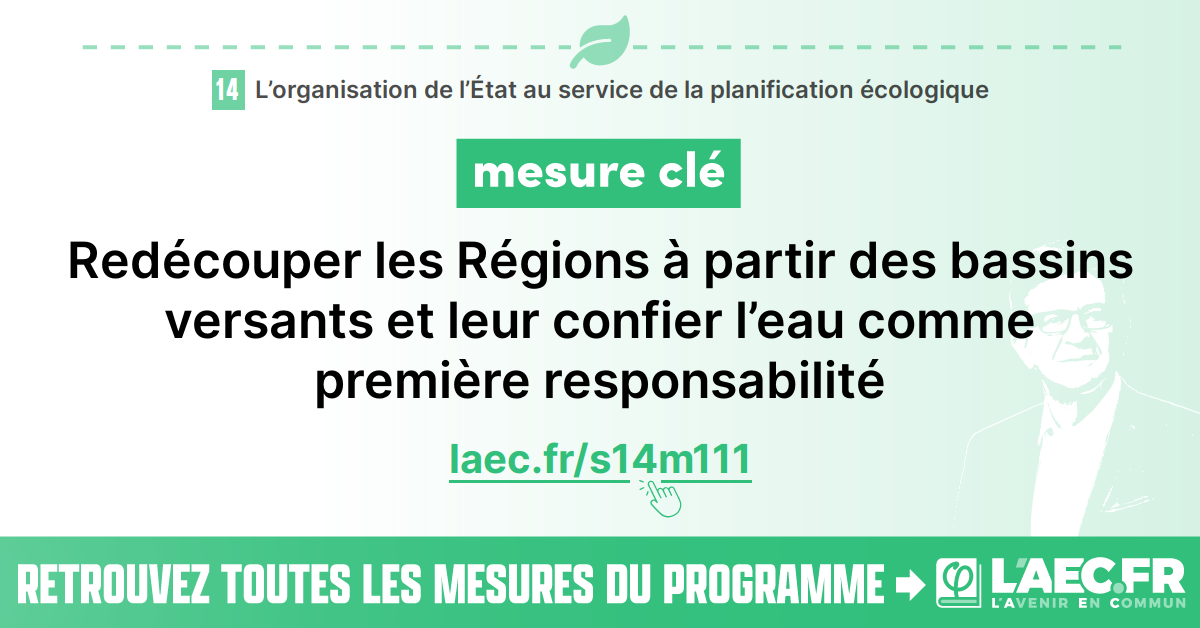 14 L’organisation de l’État au service de la planification écologique
mesure clé
Redécouper les Régions à partir des bassins
versants et leur confier l’eau comme
première responsabilité
laec.fr/s14m111
RETROUVEZ TOUTES LES MESURES DU PROGRAMME
φ L'AEC.FR
L'AVENIR EN COMMUN